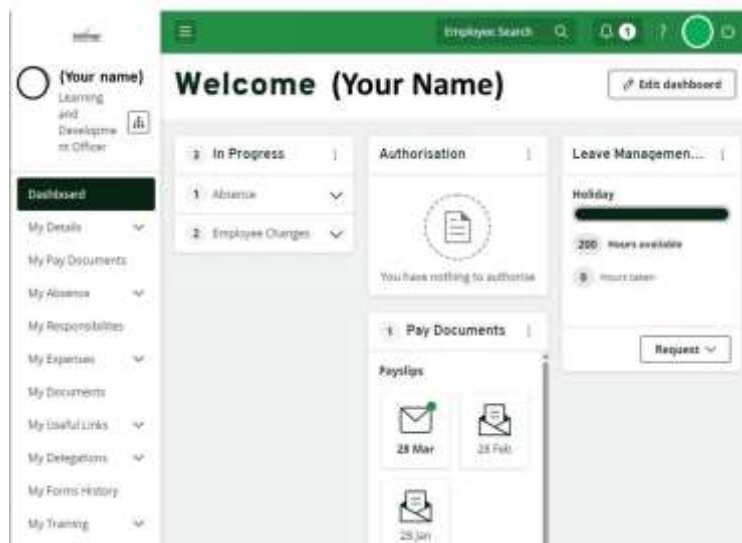 Employee Search
1
?
(Your name)
Learning
and
Developme
nt Officer
Welcome (Your Name)
Edit dashboard
Dashboard
My Details
My Pay Documents
My Absence
My Responsibilites
My Expenses
My Documents
My Useful Links
My Delegations
My Forms History
My Training
3 In Progress
1 Absence
2 Employee Changes
Authorisation
You have nothing to authorise
1 Pay Documents
Payslips
28 Mar
28 Feb
28 Jan
Leave Managemen...
Holiday
200 Hours available
0 Hours taken
Request